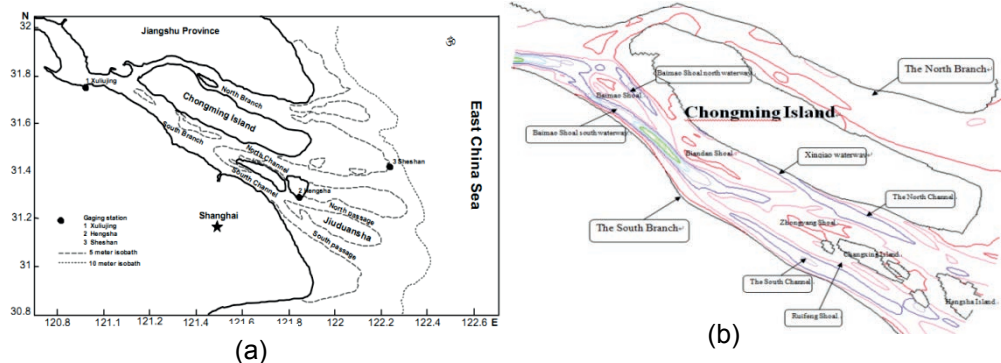 N
32
31.8
31.6
31.4
31.2
31
30.8
120.8
121.1
121.2
121.4
121.6
121.8
122
122.2
122.4
122.6 E
Jiangshu Province
1 Xuliujing
North Branch
Chongming Island
South Branch
North Channel
South Channel
3 Sheshan
2 Hengsha
North passage
Jiuduansha
South passage
Shanghai
East China Sea
Gaging station
1 Xuliujing
2 Hengsha
3 Sheshan
5 meter isobath
10 meter isobath
(a)
Baimao Shoal north waterway
The North Branch
Baimao Shoal
Chongming Island
Baimao Shoal south waterway
Biandan Shoal
Xinqiao waterway
The North Channel
The South Branch
Zhongyang Shoal
Changxing Island
The South Channel
Ruifeng Shoal
Hengsha Island
(b)